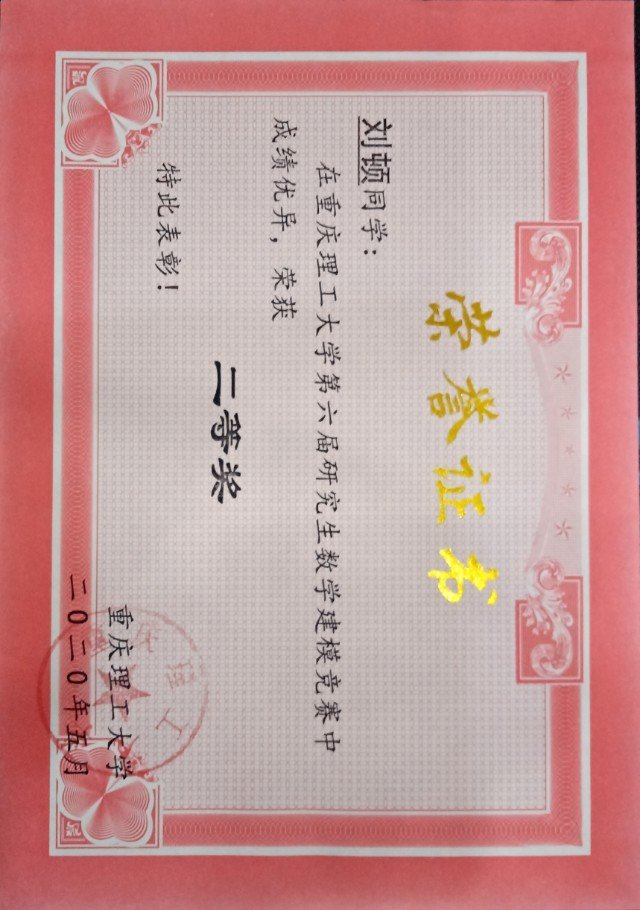 荣誉证书
刘顿同学：
在重庆理工大学第六届研究生数学建模竞赛中
成绩优异，荣获
二等奖
特此表彰！
重庆理工大学
二〇二〇年五月